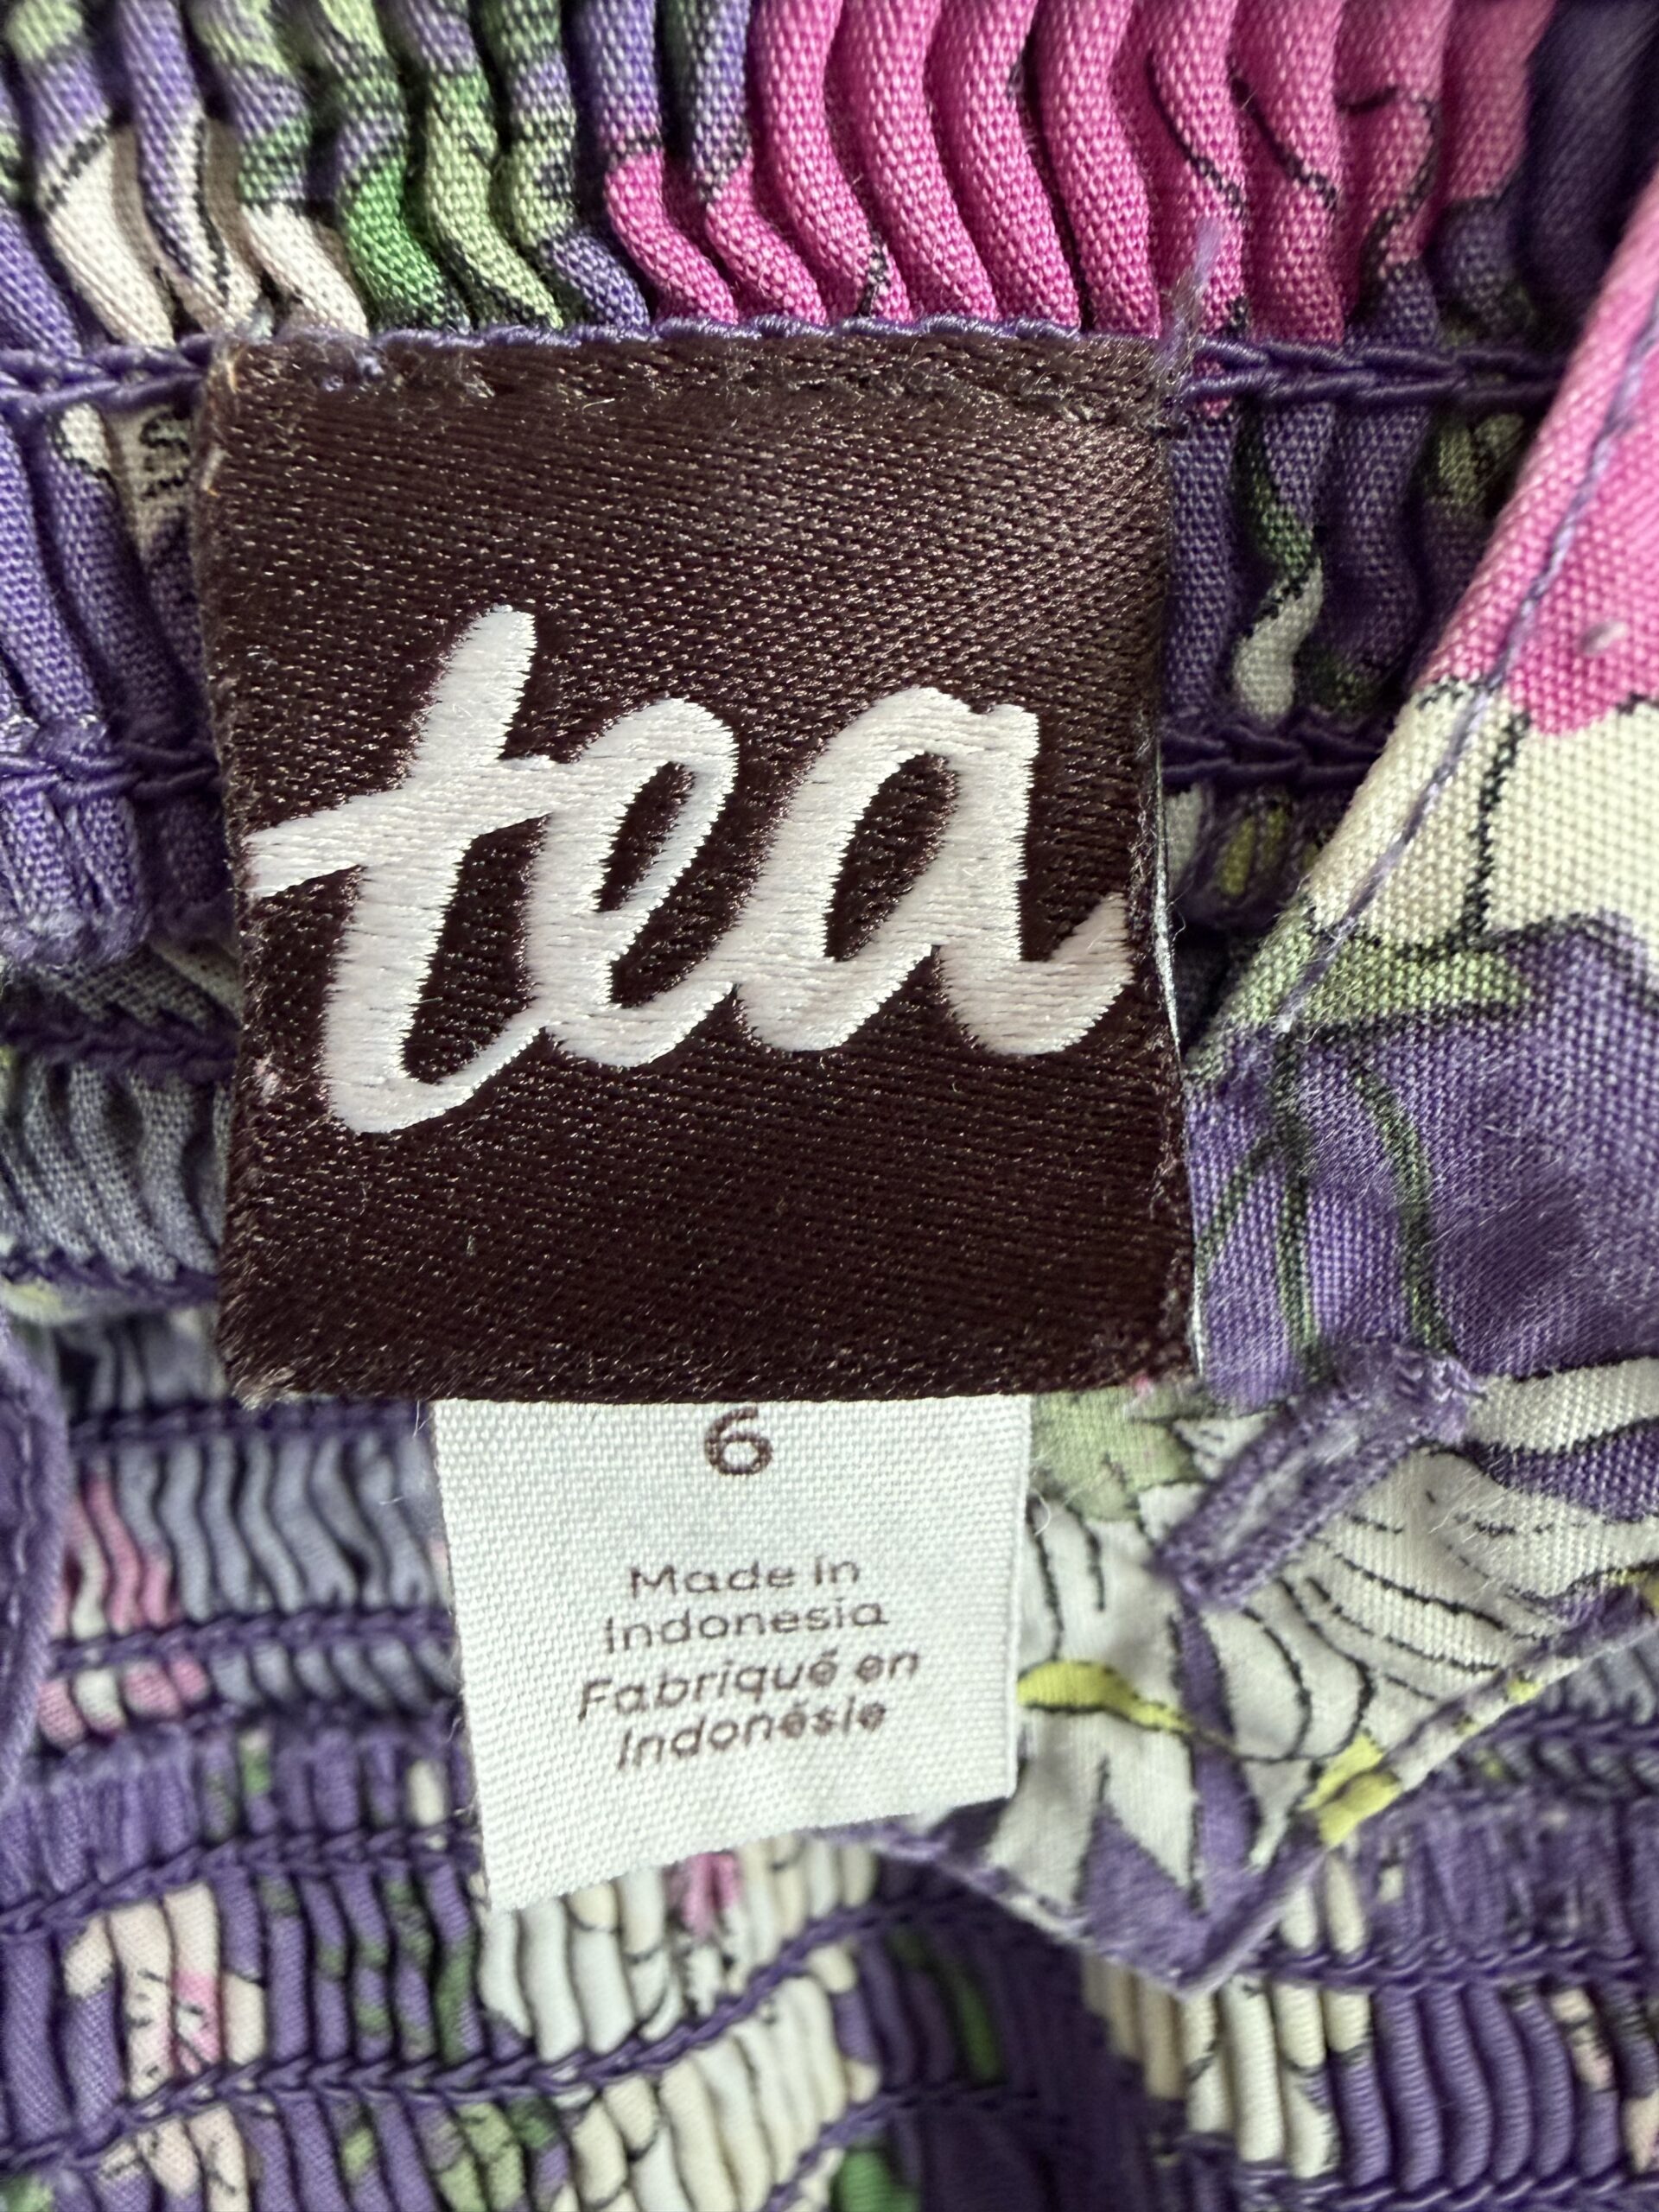 tea
6
Made in
Indonesia
Fabriqué en
Indonésie